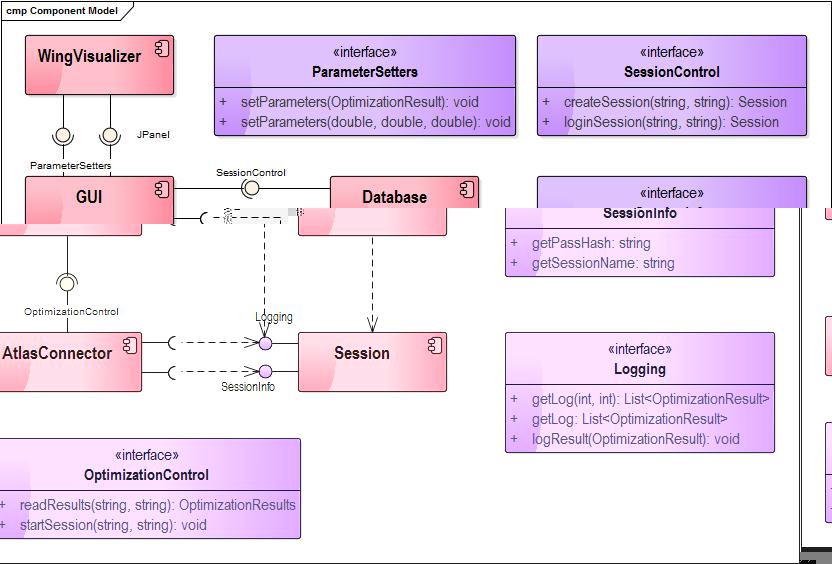 cmp Component Model
WingVisualizer
«interface»
ParameterSetters
+ setParameters(OptimizationResult): void
+ setParameters(double, double, double): void
«interface»
SessionControl
+ createSession(string, string): Session
+ loginSession(string, string): Session
JPanel
ParameterSetters
SessionControl
GUI
Database
«interface»
SessionInfo
+ getPassHash: string
+ getSessionName: string
OptimizationControl
Logging
AtlasConnector
Session
SessionInfo
«interface»
Logging
+ getLog(int, int): List<OptimizationResult>
+ getLog: List<OptimizationResult>
+ logResult(OptimizationResult): void
«interface»
OptimizationControl
+ readResults(string, string): OptimizationResults
+ startSession(string, string): void